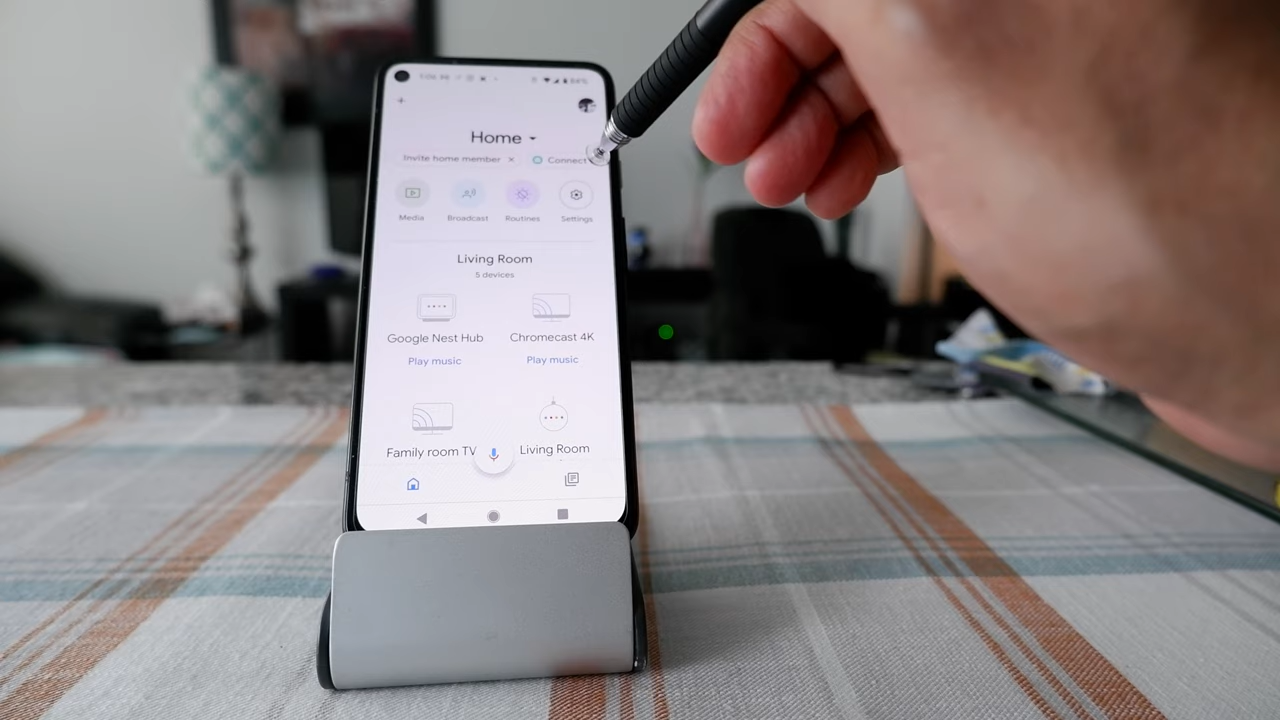 Home
Invite home member × Connect
Media Broadcast Routines Settings
Living Room
5 devices
Google Nest Hub Chromecast 4K
Play music Play music
Family room TV Living Room